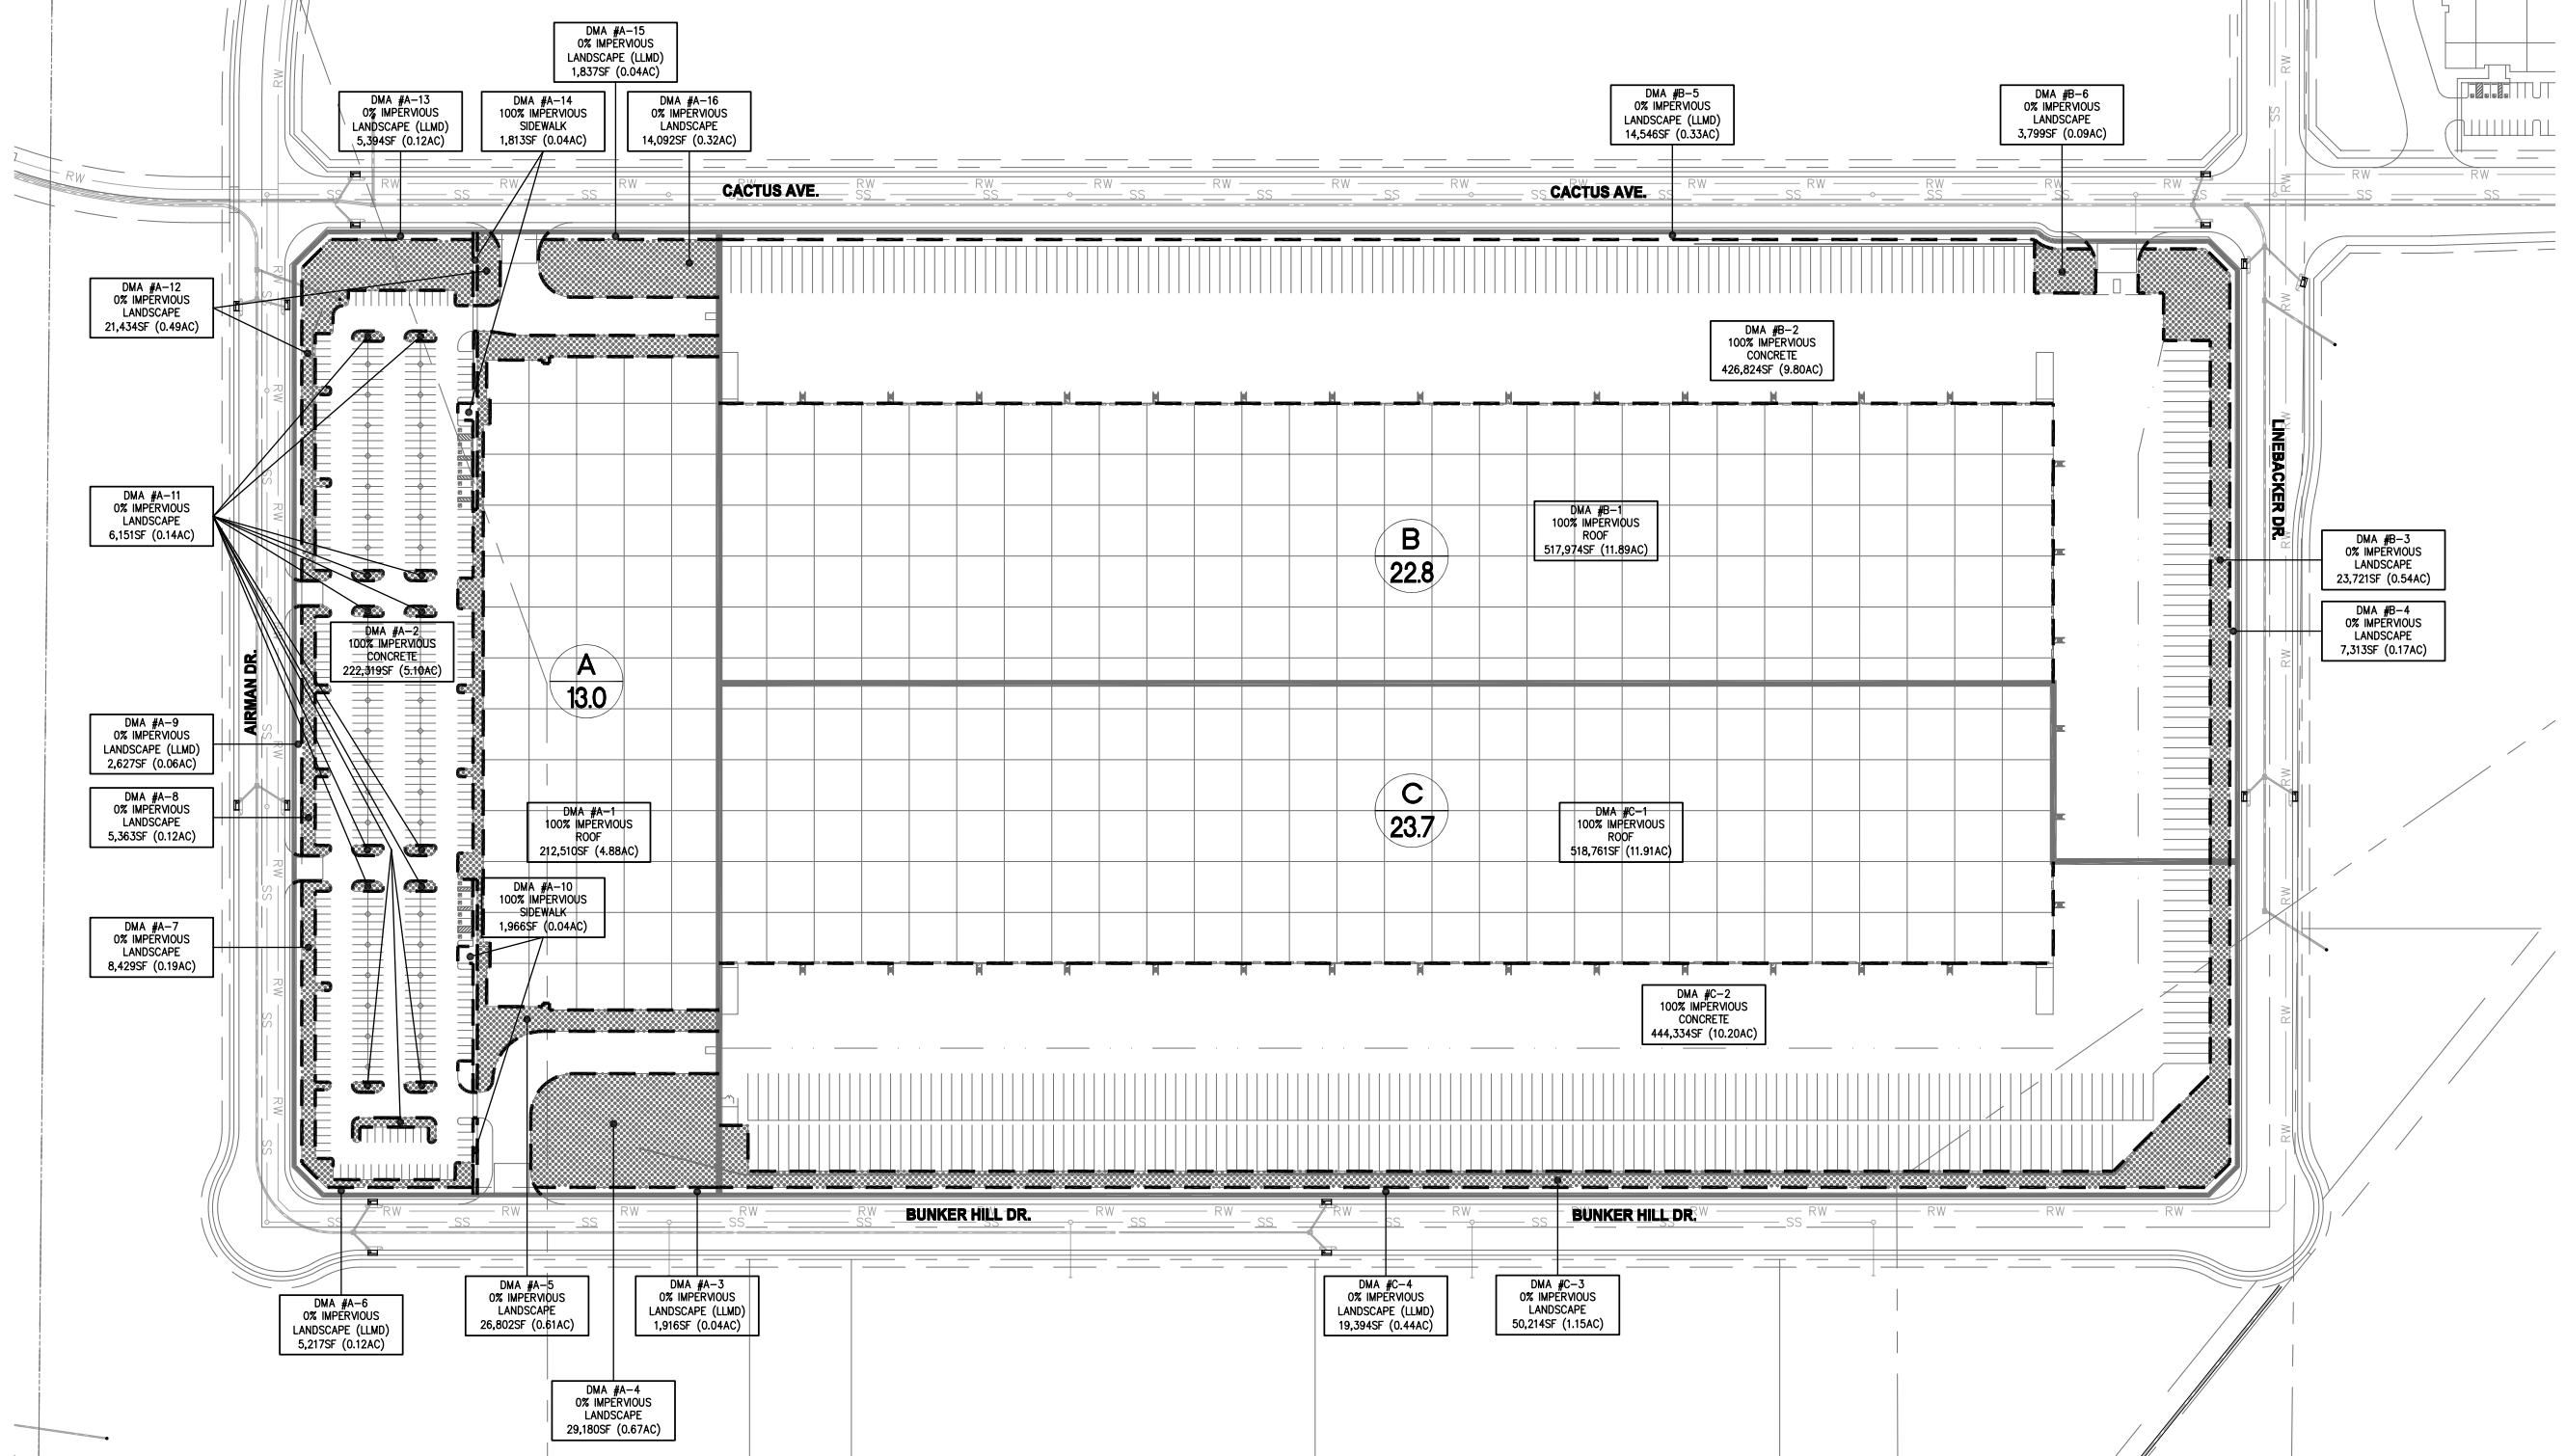 DMA #A-15
0% IMPERVIOUS
LANDSCAPE (LLMD)
1,837SF (0.04AC)
DMA #A-13
0% IMPERVIOUS
LANDSCAPE (LLMD)
5,394SF (0.12AC)
DMA #A-14
100% IMPERVIOUS
SIDEWALK
1,813SF (0.04AC)
DMA #A-16
0% IMPERVIOUS
LANDSCAPE
14,092SF (0.32AC)
DMA #B-5
0% IMPERVIOUS
LANDSCAPE (LLMD)
14,546SF (0.33AC)
DMA #B-6
0% IMPERVIOUS
LANDSCAPE
3,799SF (0.09AC)
CACTUS AVE.
CACTUS AVE.
DMA #A-12
0% IMPERVIOUS
LANDSCAPE
21,434SF (0.49AC)
DMA #B-2
100% IMPERVIOUS
CONCRETE
426,824SF (9.80AC)
LINEBACKER DR.
DMA #A-11
0% IMPERVIOUS
LANDSCAPE
6,151SF (0.14AC)
B
22.8
DMA #B-1
100% IMPERVIOUS
ROOF
517,974SF (11.89AC)
DMA #B-3
0% IMPERVIOUS
LANDSCAPE
23,721SF (0.54AC)
DMA #B-4
0% IMPERVIOUS
LANDSCAPE
7,313SF (0.17AC)
DMA #A-2
100% IMPERVIOUS
CONCRETE
222,319SF (5.10AC)
AIRMAN DR.
A
13.0
DMA #A-9
0% IMPERVIOUS
LANDSCAPE (LLMD)
2,627SF (0.06AC)
DMA #A-8
0% IMPERVIOUS
LANDSCAPE
5,363SF (0.12AC)
DMA #A-1
100% IMPERVIOUS
ROOF
212,510SF (4.88AC)
C
23.7
DMA #C-1
100% IMPERVIOUS
ROOF
518,761SF (11.91AC)
DMA #A-10
100% IMPERVIOUS
SIDEWALK
1,966SF (0.04AC)
DMA #A-7
0% IMPERVIOUS
LANDSCAPE
8,429SF (0.19AC)
DMA #C-2
100% IMPERVIOUS
CONCRETE
444,334SF (10.20AC)
BUNKER HILL DR.
BUNKER HILL DR.
DMA #A-6
0% IMPERVIOUS
LANDSCAPE (LLMD)
5,217SF (0.12AC)
DMA #A-5
0% IMPERVIOUS
LANDSCAPE
26,802SF (0.61AC)
DMA #A-3
0% IMPERVIOUS
LANDSCAPE (LLMD)
1,916SF (0.04AC)
DMA #C-4
0% IMPERVIOUS
LANDSCAPE (LLMD)
19,394SF (0.44AC)
DMA #C-3
0% IMPERVIOUS
LANDSCAPE
50,214SF (1.15AC)
DMA #A-4
0% IMPERVIOUS
LANDSCAPE
29,180SF (0.67AC)